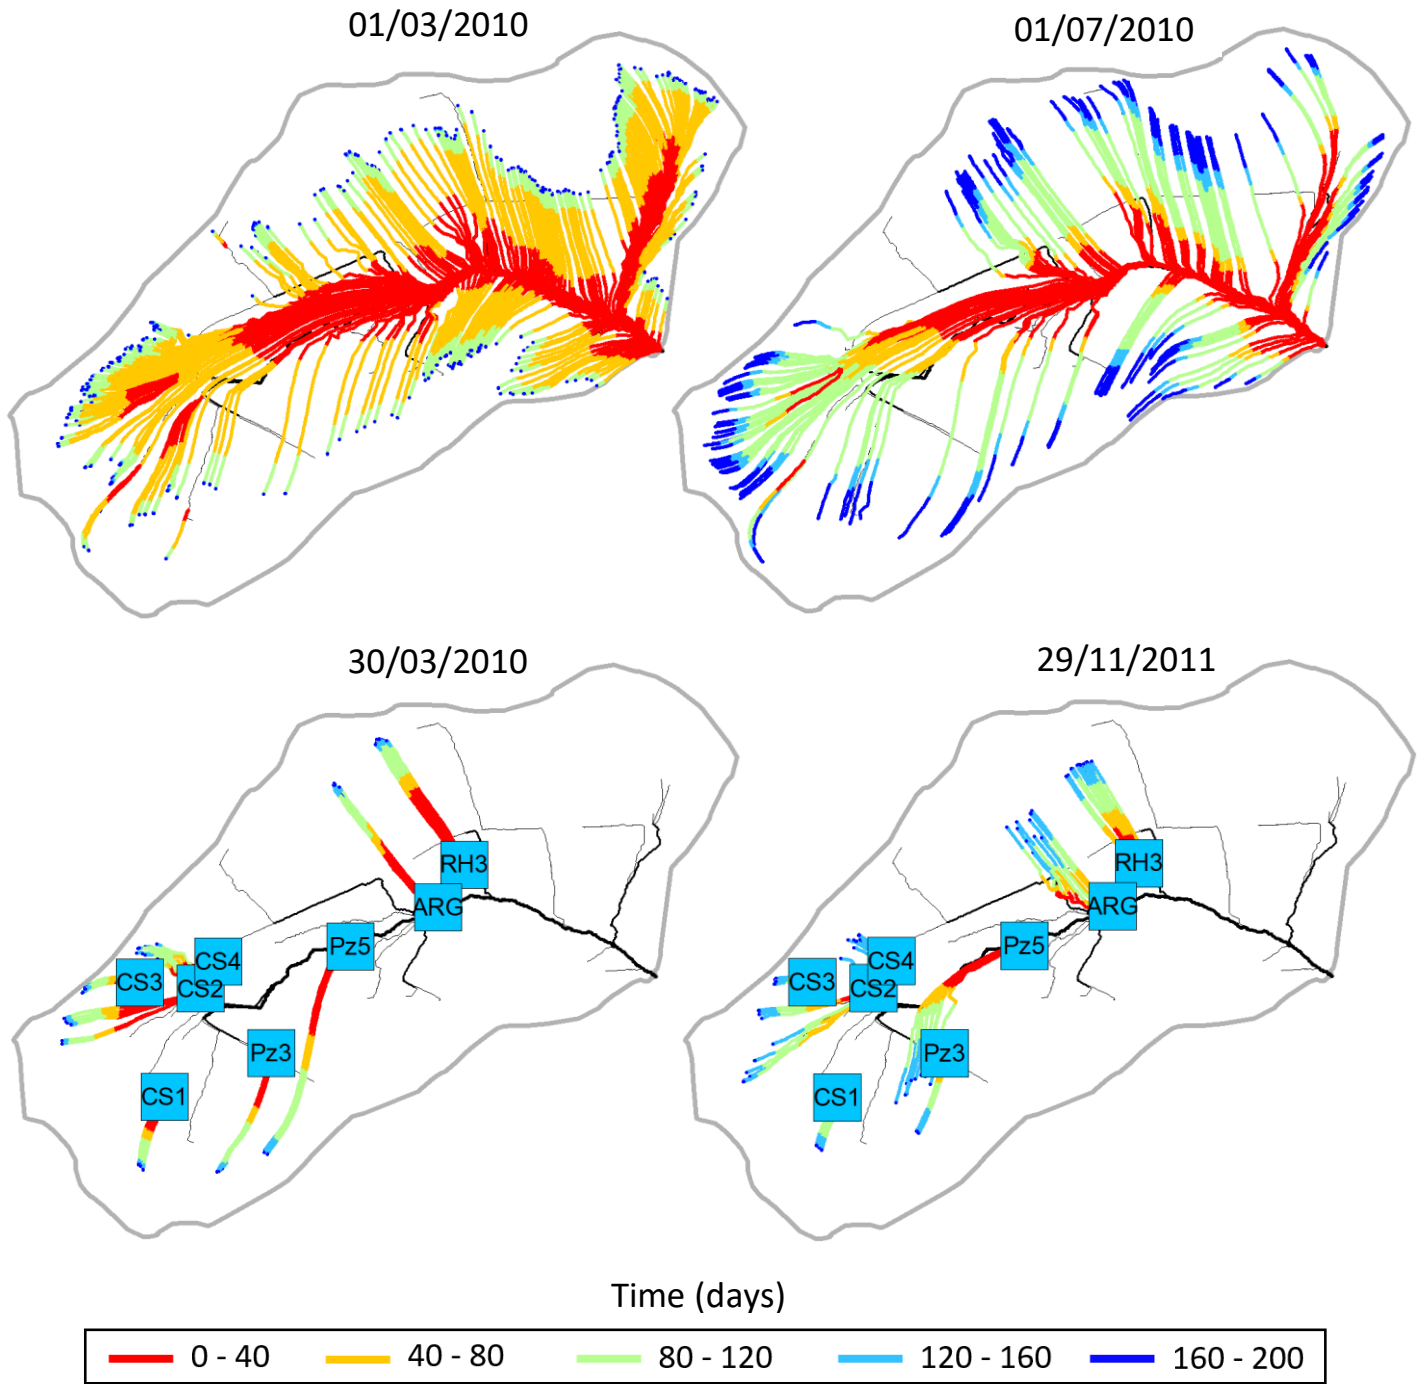 01/03/2010
01/07/2010
30/03/2010
29/11/2011
RH3
ARG
Pz5
CS4
CS3
CS2
Pz3
CS1
RH3
ARG
Pz5
CS4
CS3
CS2
Pz3
CS1
Time (days)
0 - 40 40 - 80 80 - 120 120 - 160 160 - 200